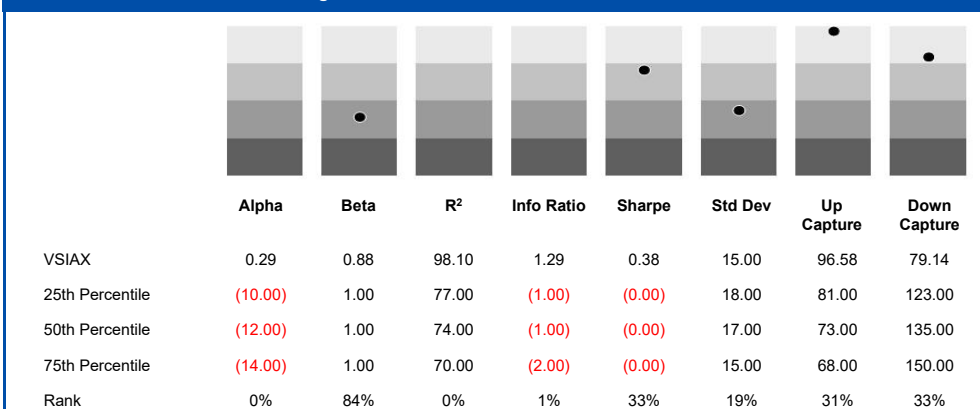 Alpha Beta R² Info Ratio Sharpe Std Dev Up Capture Down Capture
VSIAX 0.29 0.88 98.10 1.29 0.38 15.00 96.58 79.14
25th Percentile (10.00) 1.00 77.00 (1.00) (0.00) 18.00 81.00 123.00
50th Percentile (12.00) 1.00 74.00 (1.00) (0.00) 17.00 73.00 135.00
75th Percentile (14.00) 1.00 70.00 (2.00) (0.00) 15.00 68.00 150.00
Rank 0% 84% 0% 1% 33% 19% 31% 33%